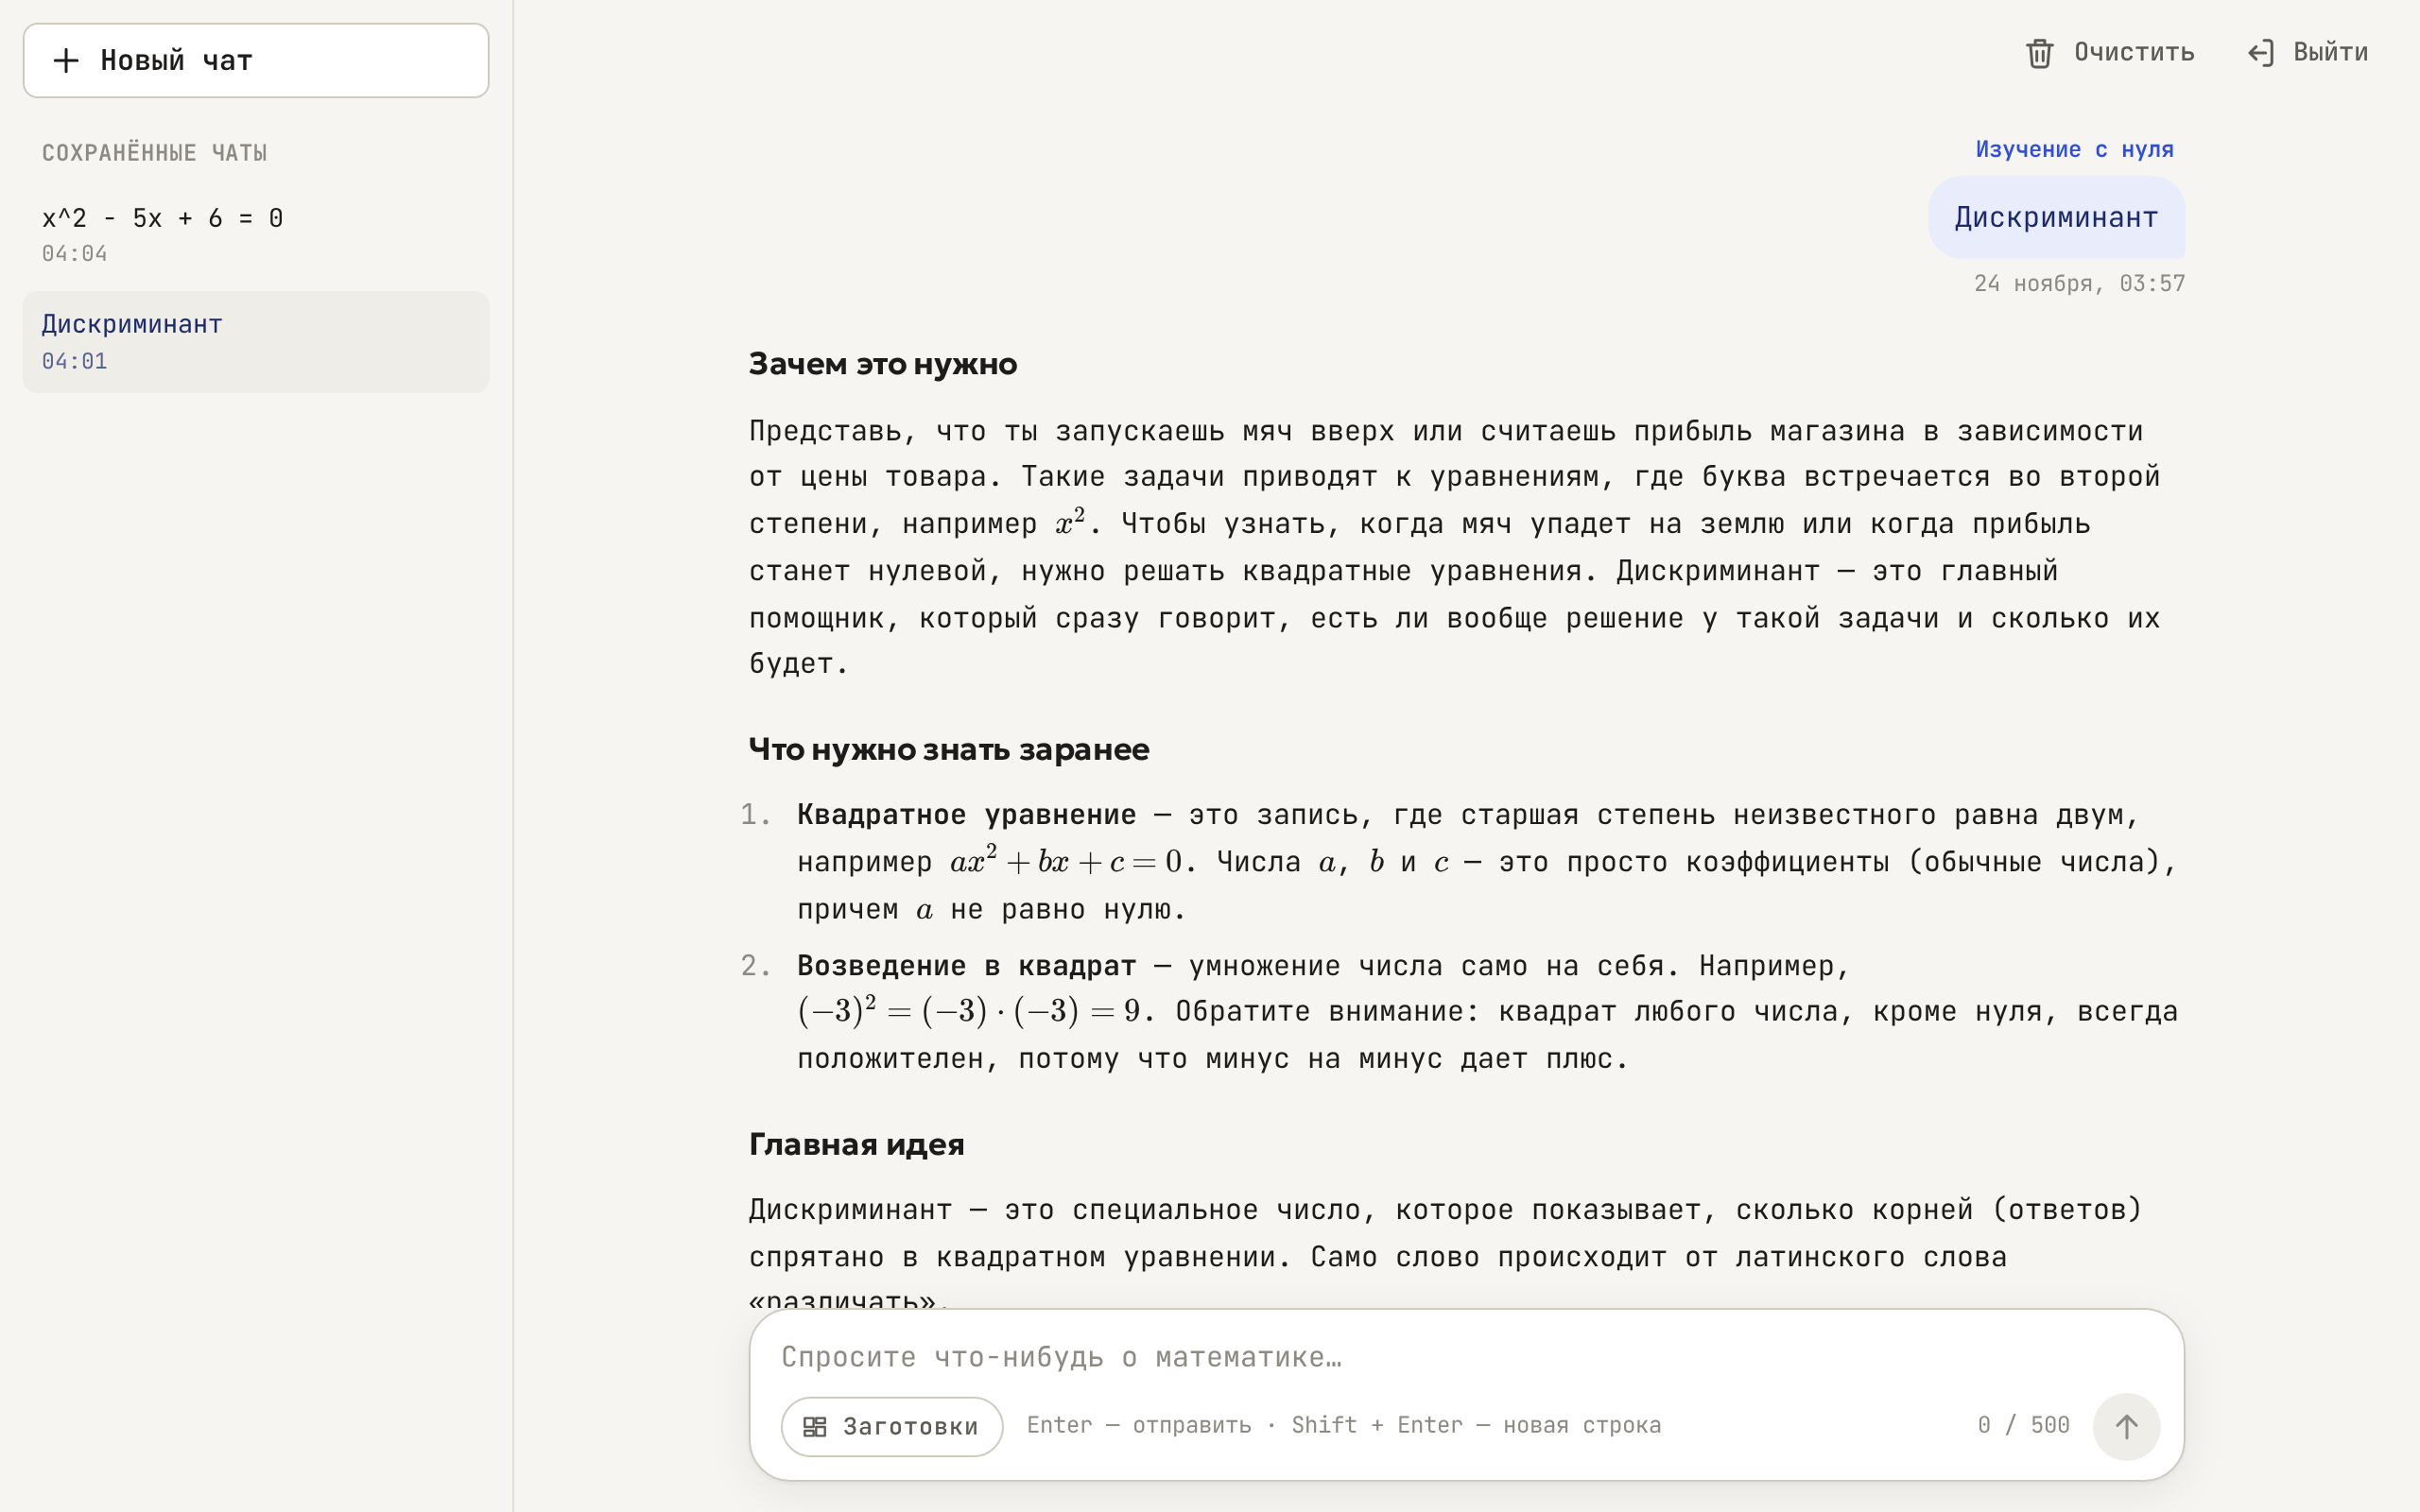 Новый чат
СОХРАНЁННЫЕ ЧАТЫ
x^2 - 5x + 6 = 0
04:04
Дискриминант
04:01
Очистить
Выйти
Изучение с нуля
Дискриминант
24 ноября, 03:57
Зачем это нужно
Представь, что ты запускаешь мяч вверх или считаешь прибыль магазина в зависимости
от цены товара. Такие задачи приводят к уравнениям, где буква встречается во второй
степени, например x². Чтобы узнать, когда мяч упадет на землю или когда прибыль
станет нулевой, нужно решать квадратные уравнения. Дискриминант — это главный
помощник, который сразу говорит, есть ли вообще решение у такой задачи и сколько их
будет.
Что нужно знать заранее
1. Квадратное уравнение — это запись, где старшая степень неизвестного равна двум,
например ax² + bx + c = 0. Числа a, b и c — это просто коэффициенты (обычные числа),
причем a не равно нулю.
2. Возведение в квадрат — умножение числа само на себя. Например,
(−3)² = (−3) · (−3) = 9. Обратите внимание: квадрат любого числа, кроме нуля, всегда
положителен, потому что минус на минус дает плюс.
Главная идея
Дискриминант — это специальное число, которое показывает, сколько корней (ответов)
спрятано в квадратном уравнении. Само слово происходит от латинского слова
«различать».
Спросите что-нибудь о математике…
Заготовки
Enter — отправить · Shift + Enter — новая строка
0 / 500